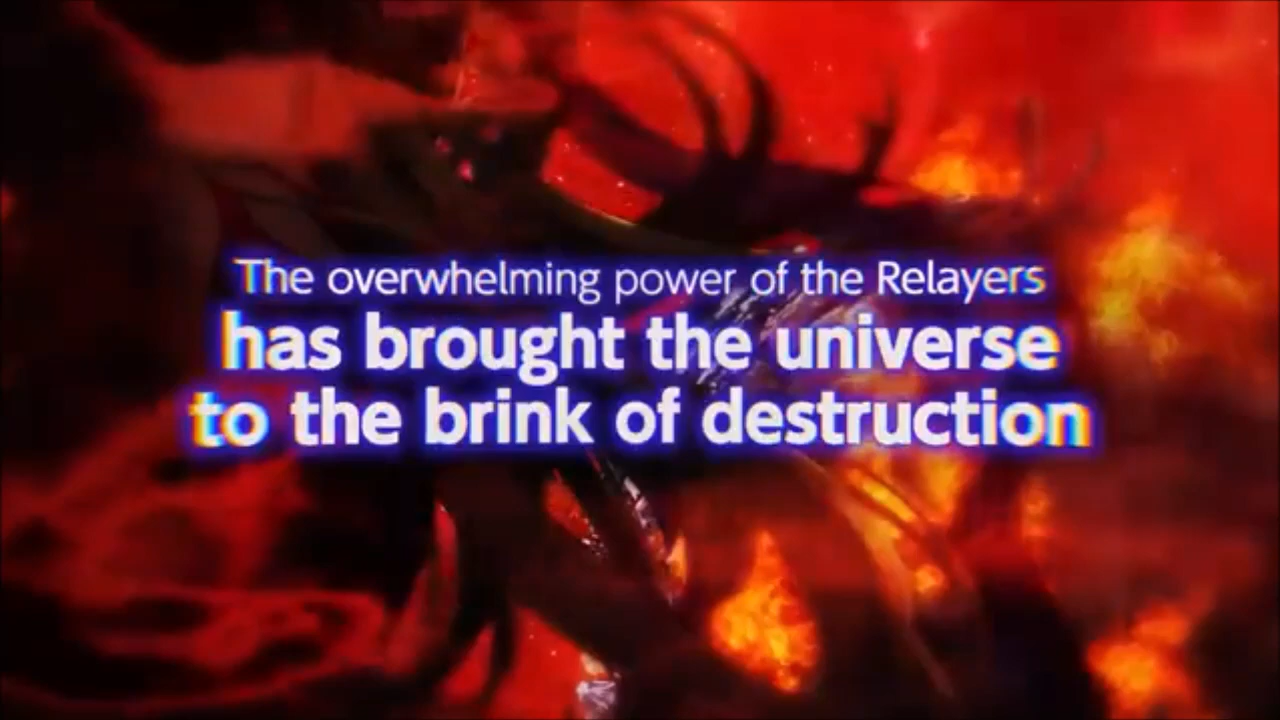 The overwhelming power of the Relayers
has brought the universe
to the brink of destruction